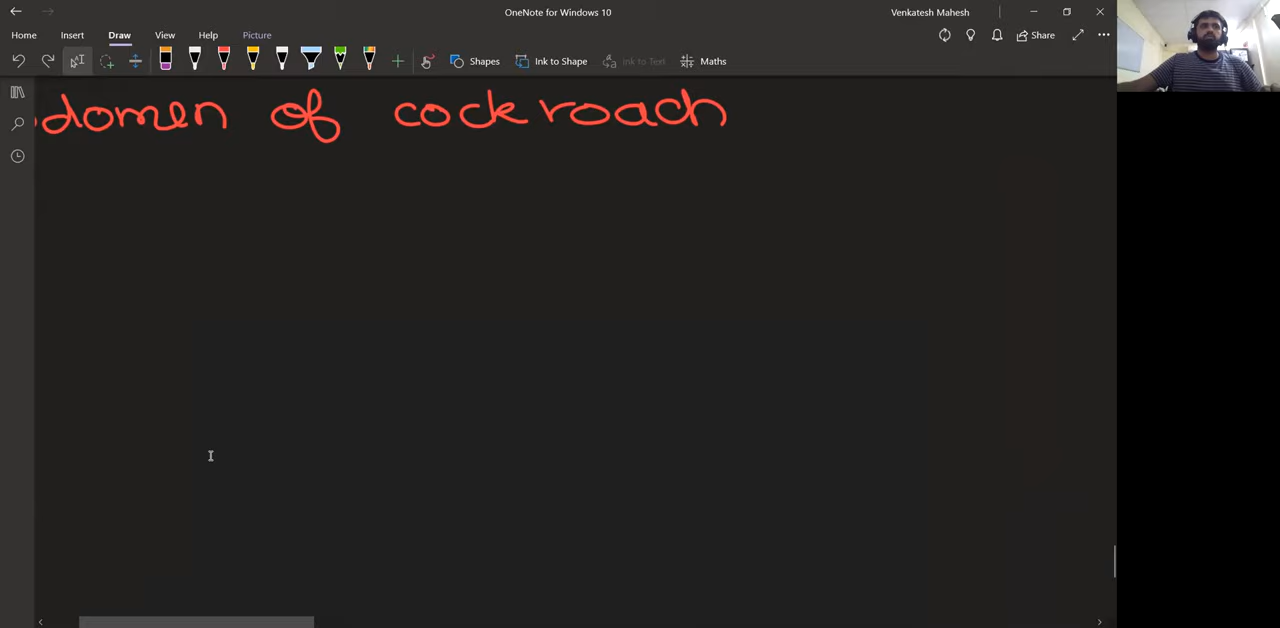 OneNote for Windows 10
Venkatesh Mahesh
Home Insert Draw View Help Picture
Share
Shapes Ink to Shape Ink to Text Maths
domen of cockroach